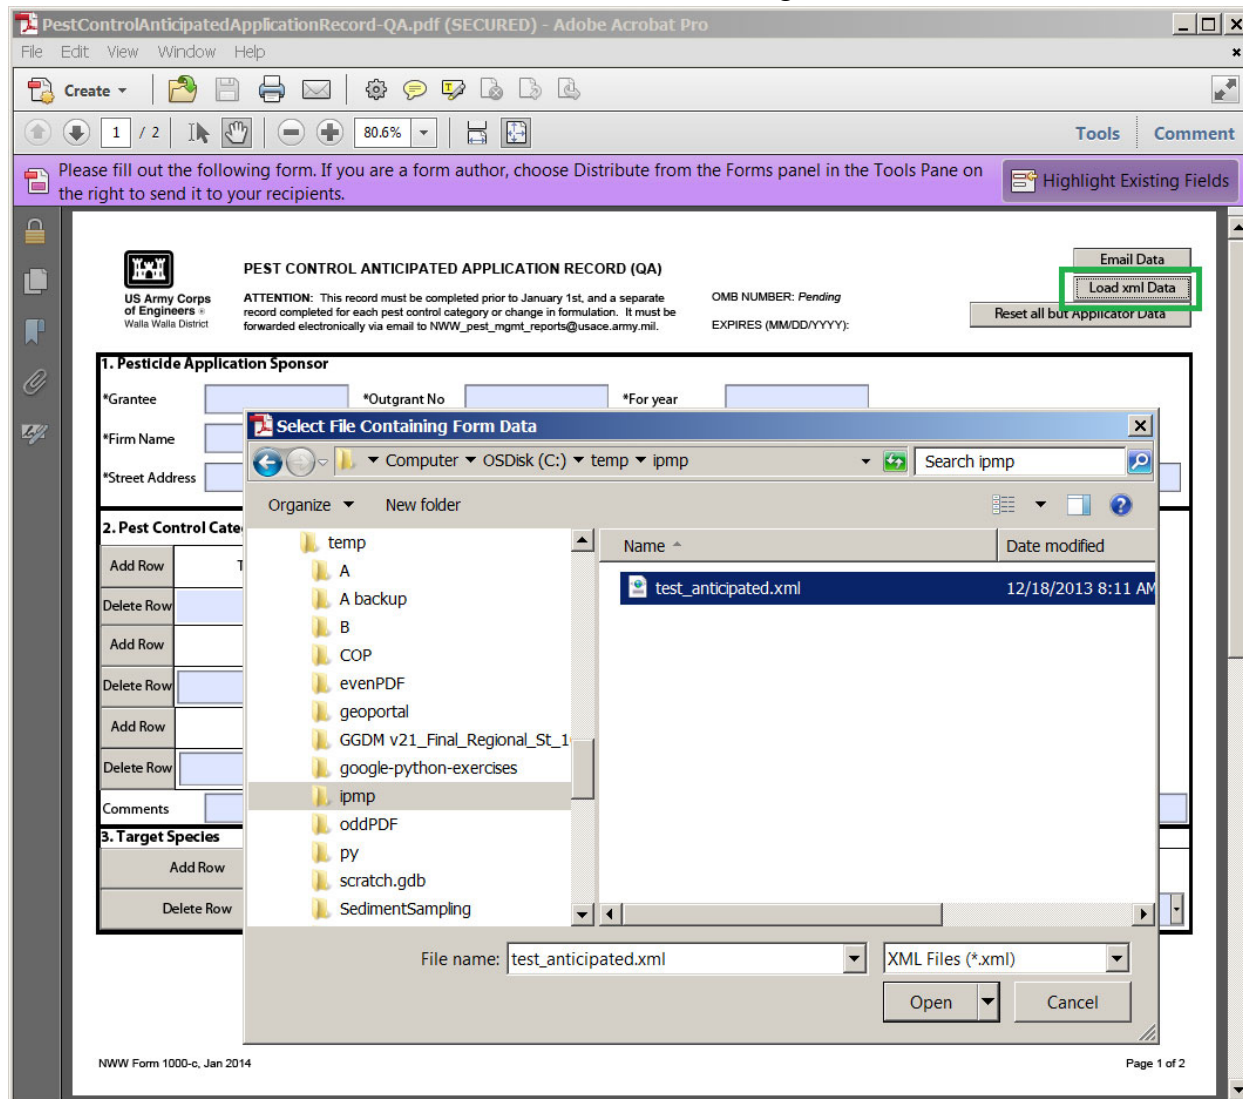 PestControlAnticipatedApplicationRecord-QA.pdf (SECURED) - Adobe Acrobat Pro
File Edit View Window Help
Create
1 / 2 80.6% Tools Comment
Please fill out the following form. If you are a form author, choose Distribute from the Forms panel in the Tools Pane on
the right to send it to your recipients.
Highlight Existing Fields
US Army Corps
of Engineers ®
Walla Walla District
PEST CONTROL ANTICIPATED APPLICATION RECORD (QA)
ATTENTION: This record must be completed prior to January 1st, and a separate
record completed for each pest control category or change in formulation. It must be
forwarded electronically via email to NWW_pest_mgmt_reports@usace.army.mil.
OMB NUMBER: Pending
EXPIRES (MM/DD/YYYY):
Email Data
Load xml Data
Reset all but Applicator Data
1. Pesticide Application Sponsor
*Grantee *Outgrant No *For year
*Firm Name
*Street Address
2. Pest Control Cate
Add Row T
Delete Row
Add Row
Delete Row
Add Row
Delete Row
Comments
3. Target Species
Add Row
Delete Row
Select File Containing Form Data
Computer OSDisk (C:) temp ipmp
Search ipmp
Organize New folder
temp
A
A backup
B
COP
evenPDF
geoportal
GGDM v21_Final_Regional_St_1
google-python-exercises
ipmp
oddPDF
py
scratch.gdb
SedimentSampling
Name Date modified
test_anticipated.xml 12/18/2013 8:11 AM
File name: test_anticipated.xml XML Files (*.xml)
Open Cancel
NWW Form 1000-c, Jan 2014 Page 1 of 2